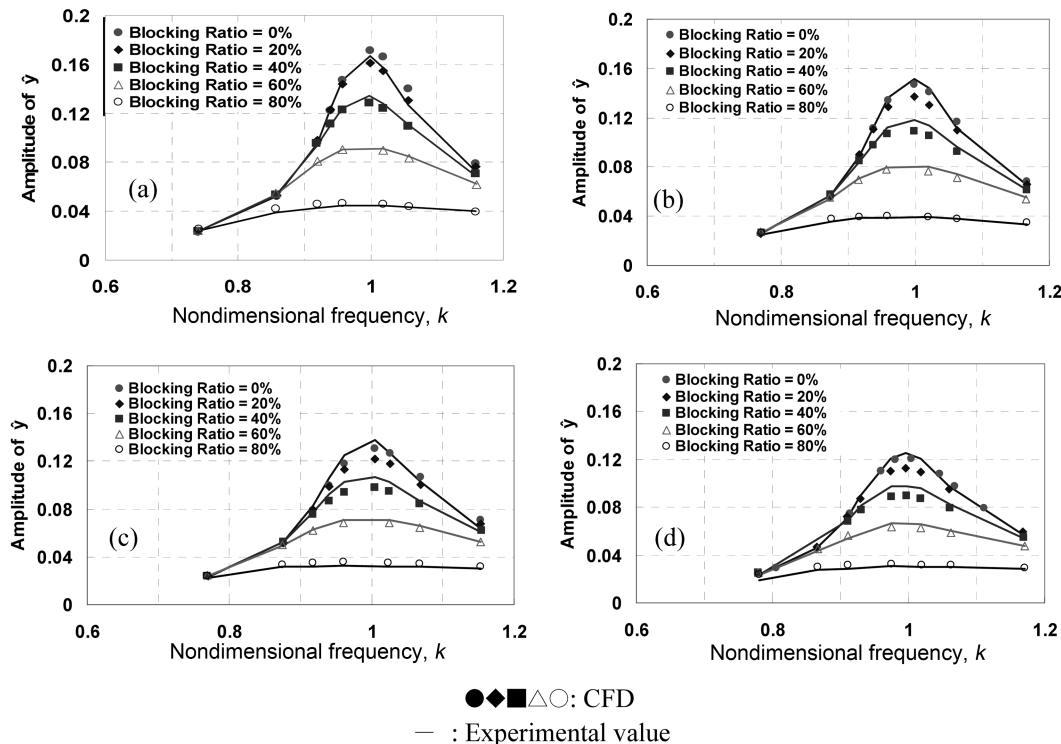 0.2
0.16
0.12
0.08
0.04
0
Amplitude of ŷ
Blocking Ratio = 0%
Blocking Ratio = 20%
Blocking Ratio = 40%
Blocking Ratio = 60%
Blocking Ratio = 80%
(a)
0.6 0.8 1 1.2
Nondimensional frequency, k
0.2
0.16
0.12
0.08
0.04
0
Amplitude of ŷ
Blocking Ratio = 0%
Blocking Ratio = 20%
Blocking Ratio = 40%
Blocking Ratio = 60%
Blocking Ratio = 80%
(b)
0.6 0.8 1 1.2
Nondimensional frequency, k
0.2
0.16
0.12
0.08
0.04
0
Amplitude of ŷ
Blocking Ratio = 0%
Blocking Ratio = 20%
Blocking Ratio = 40%
Blocking Ratio = 60%
Blocking Ratio = 80%
(c)
0.6 0.8 1 1.2
Nondimensional frequency, k
0.2
0.16
0.12
0.08
0.04
0
Amplitude of ŷ
Blocking Ratio = 0%
Blocking Ratio = 20%
Blocking Ratio = 40%
Blocking Ratio = 60%
Blocking Ratio = 80%
(d)
0.6 0.8 1 1.2
Nondimensional frequency, k
●◆■△○: CFD
— : Experimental value